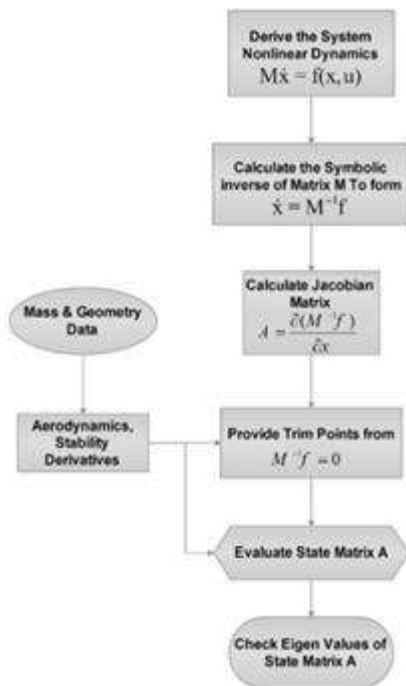 Derive the System
Nonlinear Dynamics
Mẋ = f(x, u)
Calculate the Symbolic
inverse of Matrix M To form
ẋ = M⁻¹f
Calculate Jacobian
Matrix
A = ∂(M⁻¹f) / ∂x
Mass & Geometry
Data
Aerodynamics,
Stability
Derivatives
Provide Trim Points from
M⁻¹f = 0
Evaluate State Matrix A
Check Eigen Values of
State Matrix A